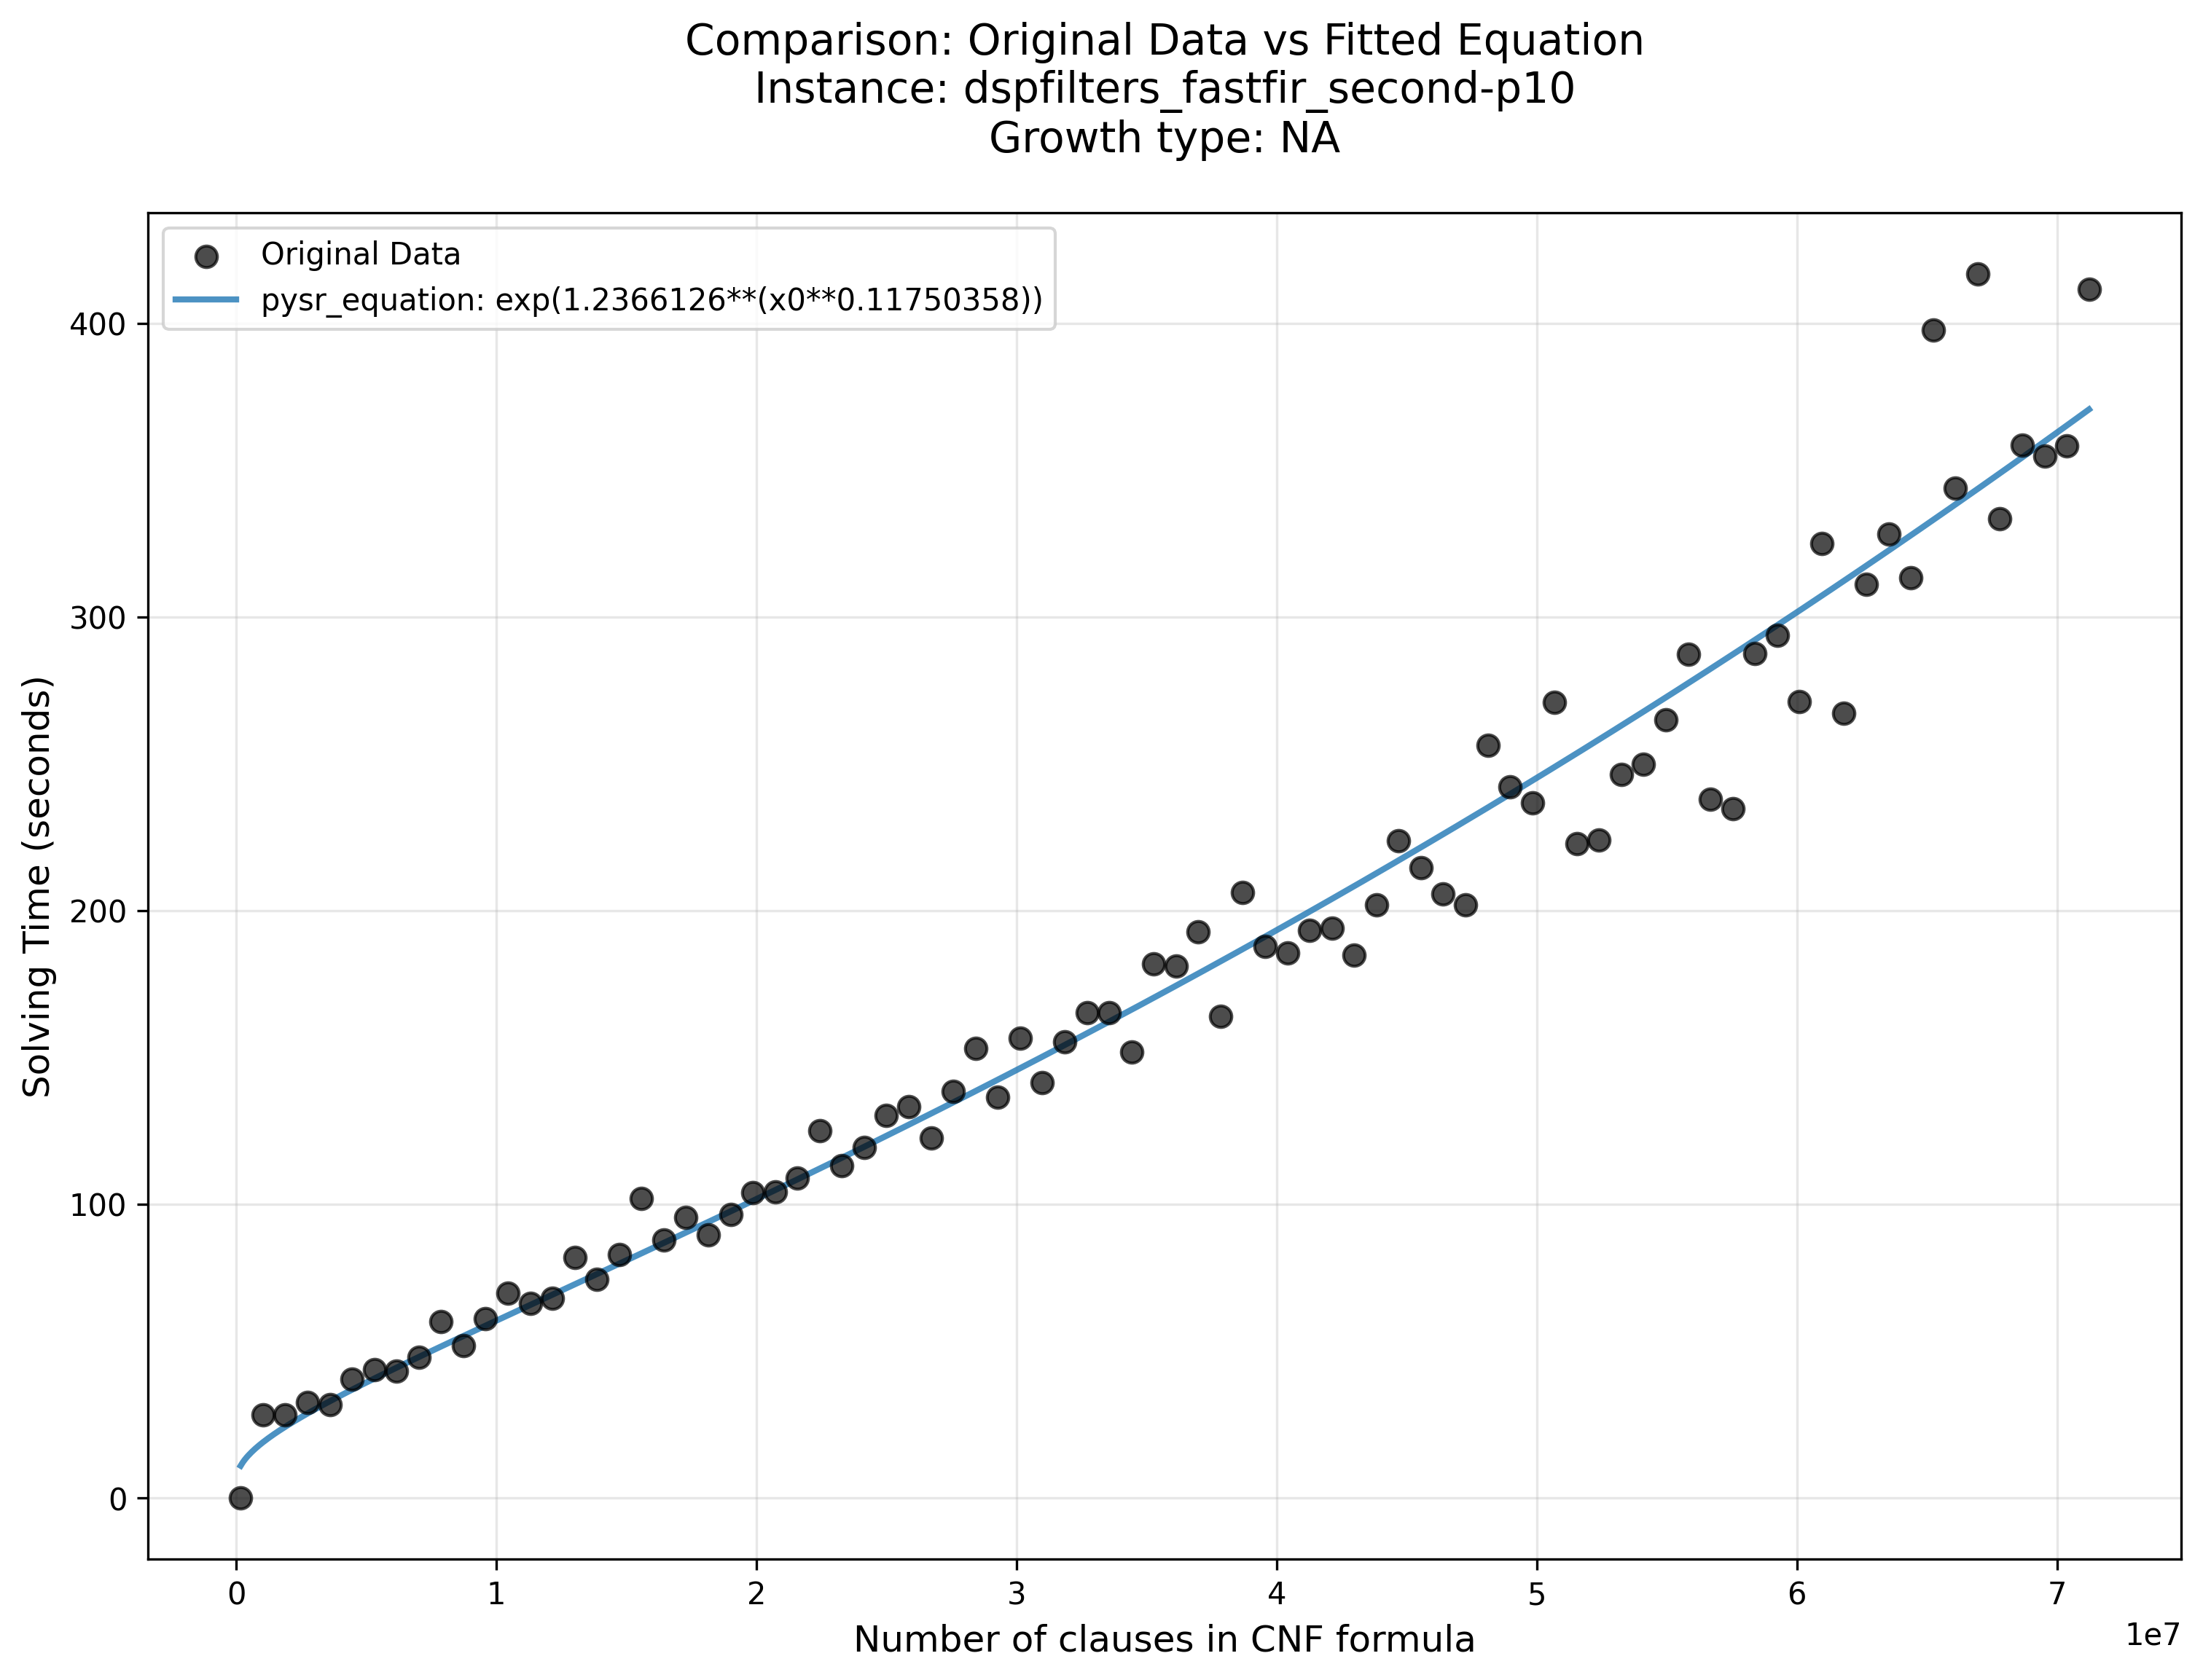 Comparison: Original Data vs Fitted Equation
Instance: dspfilters_fastfir_second-p10
Growth type: NA
Original Data
pysr_equation: exp(1.2366126**(x0**0.11750358))
Solving Time (seconds)
400
300
200
100
0
0 1 2 3 4 5 6 7
1e7
Number of clauses in CNF formula